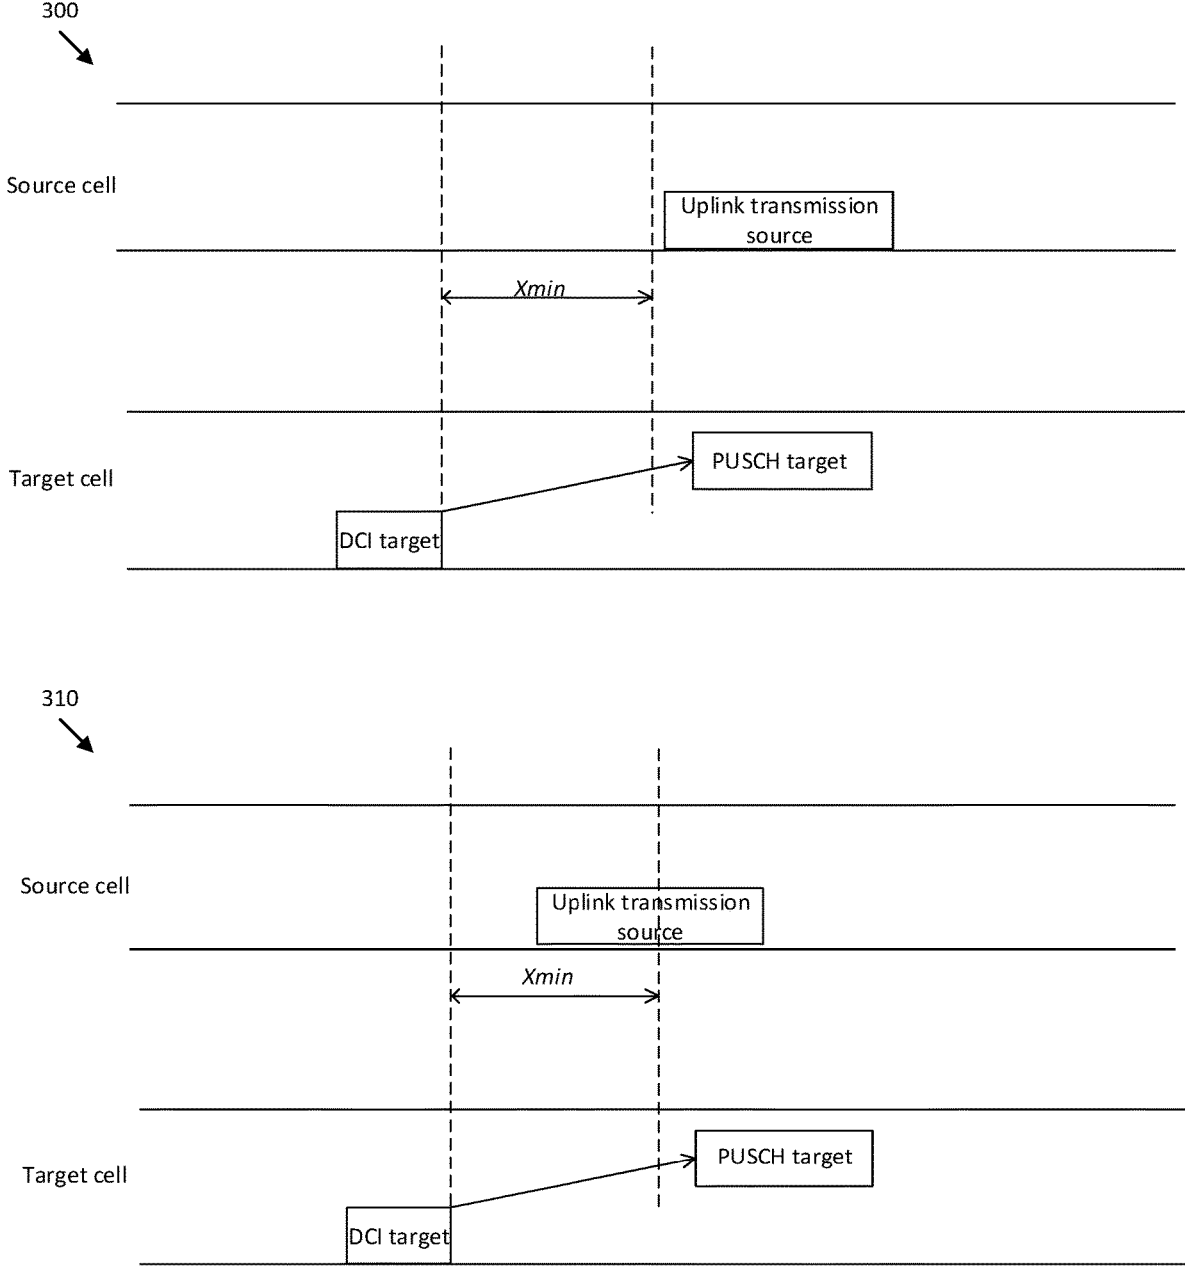 300
Source cell
Uplink transmission
source
Xmin
Target cell
PUSCH target
DCI target
310
Source cell
Uplink transmission
source
Xmin
Target cell
PUSCH target
DCI target